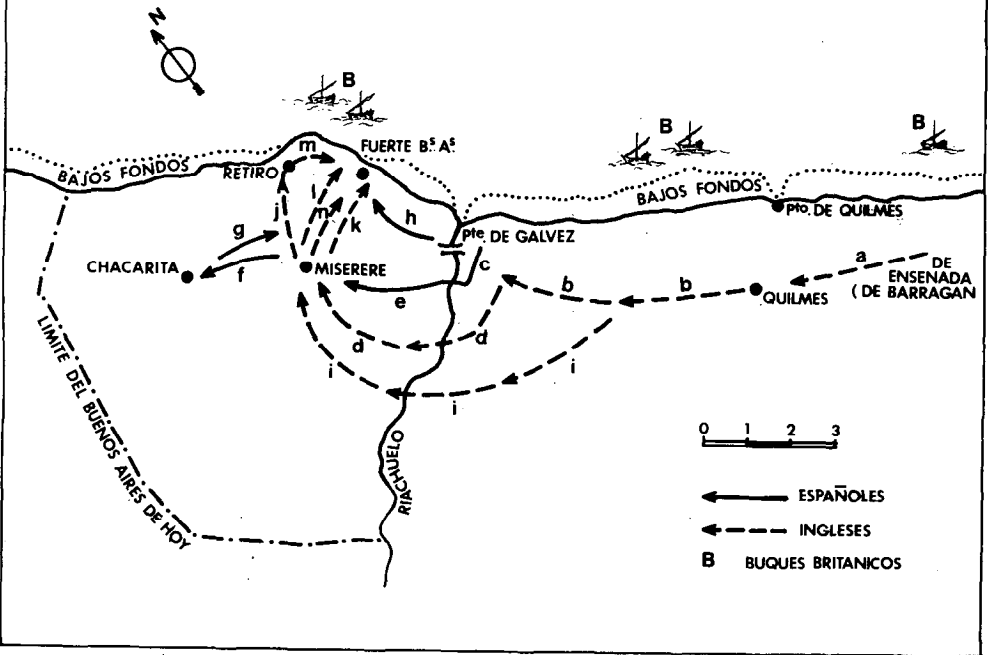 N
B
B
B
FUERTE Bs. As.
BAJOS FONDOS
RETIRO
m
BAJOS FONDOS
Pto. DE QUILMES
j
l
n
k
h
g
f
Pte. DE GALVEZ
CHACARITA
MISERERE
c
e
b
b
a
DE
ENSENADA
( DE BARRAGAN
QUILMES
d
d
i
i
i
LIMITE DEL BUENOS AIRES DE HOY
RIACHUELO
0 1 2 3
ESPAÑOLES
INGLESES
B BUQUES BRITANICOS